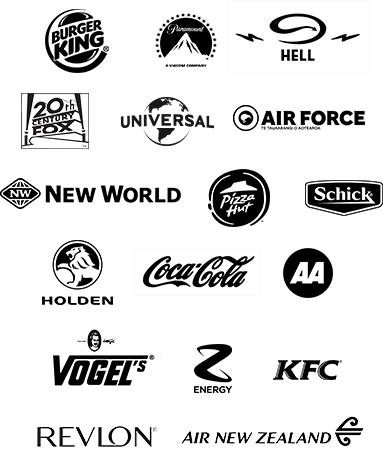 BURGER
KING®
Paramount
A VIACOM COMPANY
HELL
20th
CENTURY
FOX
UNIVERSAL
AIR FORCE
TE TAUAARANGI O AOTEAROA
NW
NEW WORLD
Pizza
Hut
Schick
HOLDEN
Coca-Cola
AA
VOGEL'S®
Z
ENERGY
KFC
REVLON®
AIR NEW ZEALAND